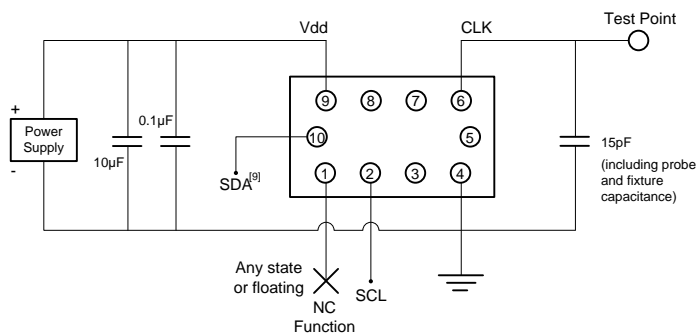 Test Point
Vdd
CLK
9
8
7
6
+
Power
Supply
-
10µF
0.1µF
10
5
15pF
(including probe
and fixture
capacitance)
SDA[9]
1
2
3
4
Any state
or floating
NC
Function
SCL